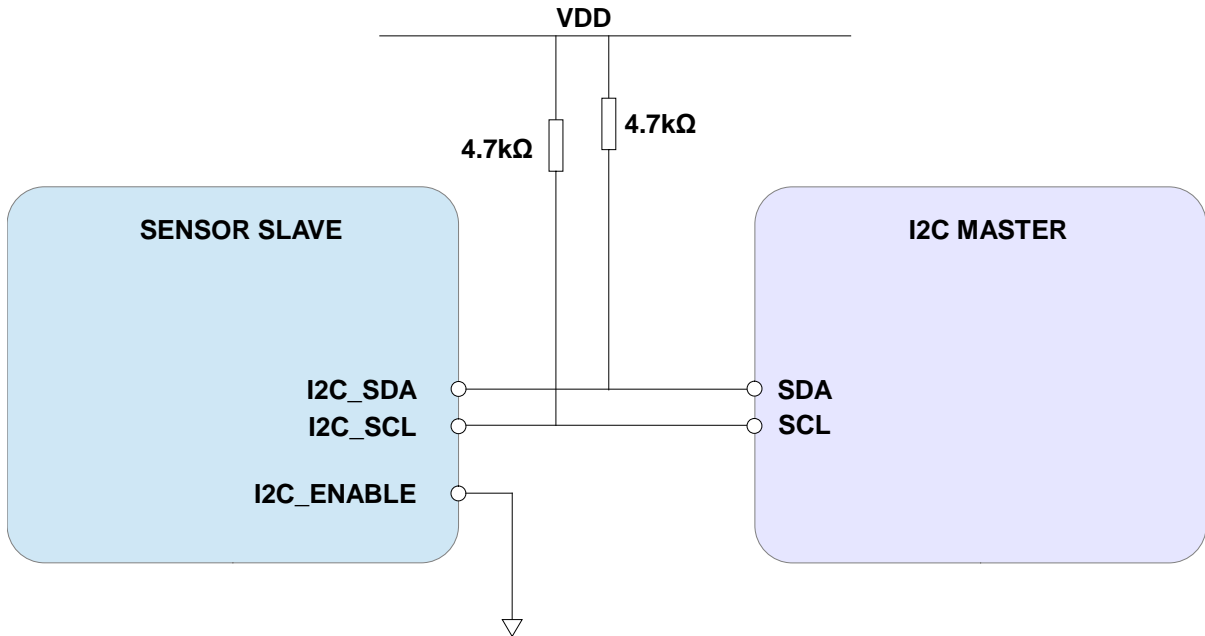 VDD
4.7kΩ
4.7kΩ
SENSOR SLAVE
I2C MASTER
I2C_SDA
SDA
I2C_SCL
SCL
I2C_ENABLE